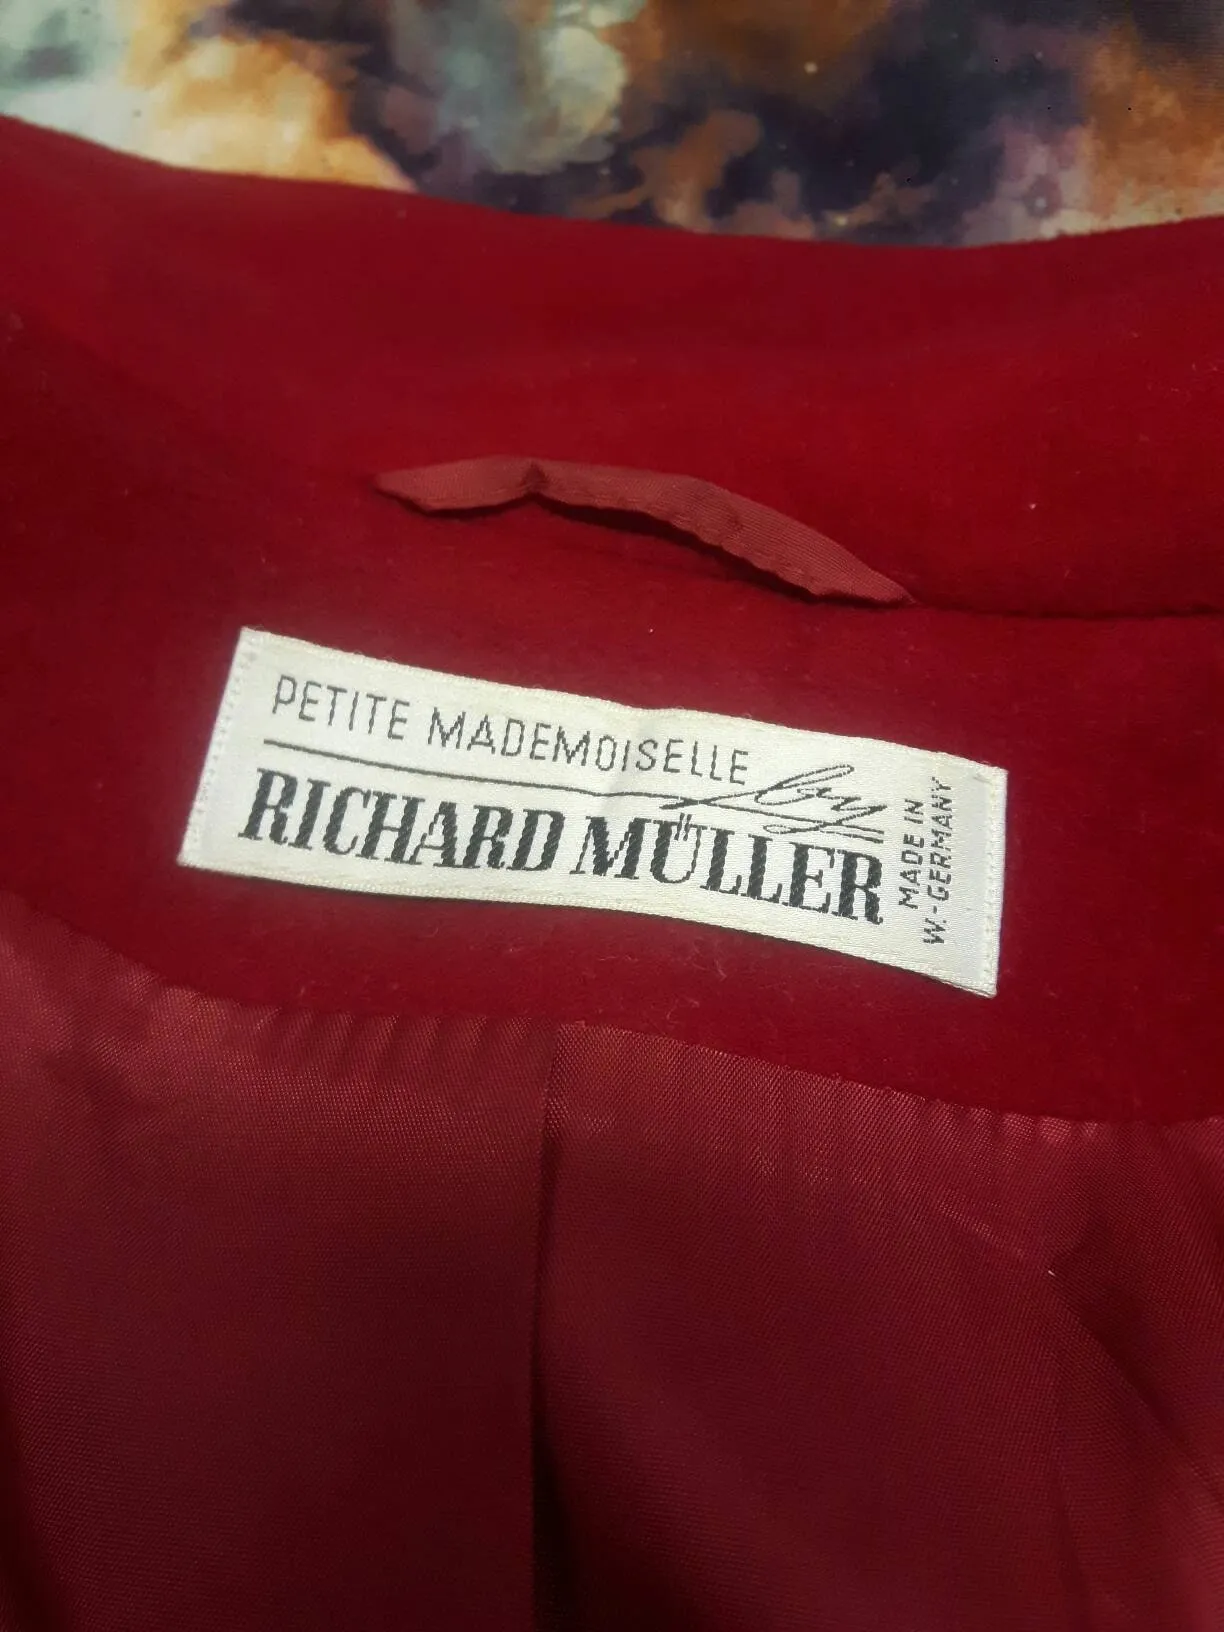 PETITE MADEMOISELLE
by
RICHARD MÜLLER
MADE IN
W.-GERMANY